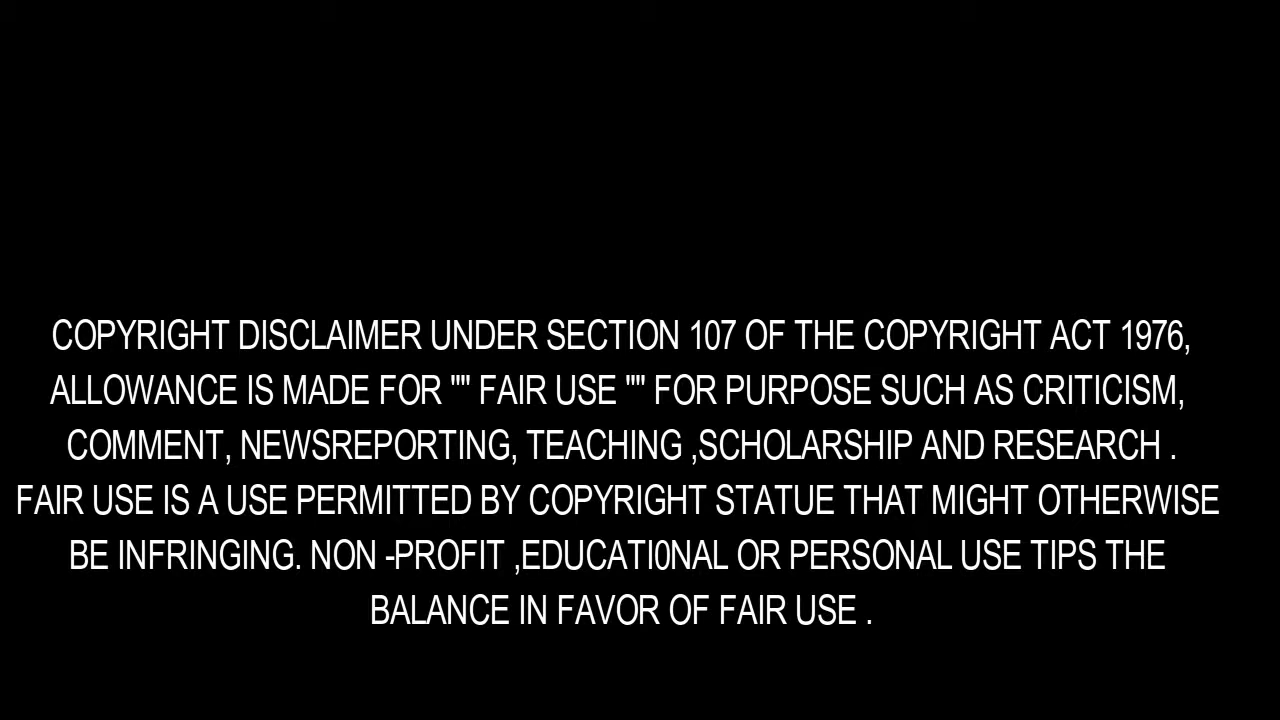 COPYRIGHT DISCLAIMER UNDER SECTION 107 OF THE COPYRIGHT ACT 1976,
ALLOWANCE IS MADE FOR "" FAIR USE "" FOR PURPOSE SUCH AS CRITICISM,
COMMENT, NEWSREPORTING, TEACHING ,SCHOLARSHIP AND RESEARCH .
FAIR USE IS A USE PERMITTED BY COPYRIGHT STATUE THAT MIGHT OTHERWISE
BE INFRINGING. NON -PROFIT ,EDUCATI0NAL OR PERSONAL USE TIPS THE
BALANCE IN FAVOR OF FAIR USE .